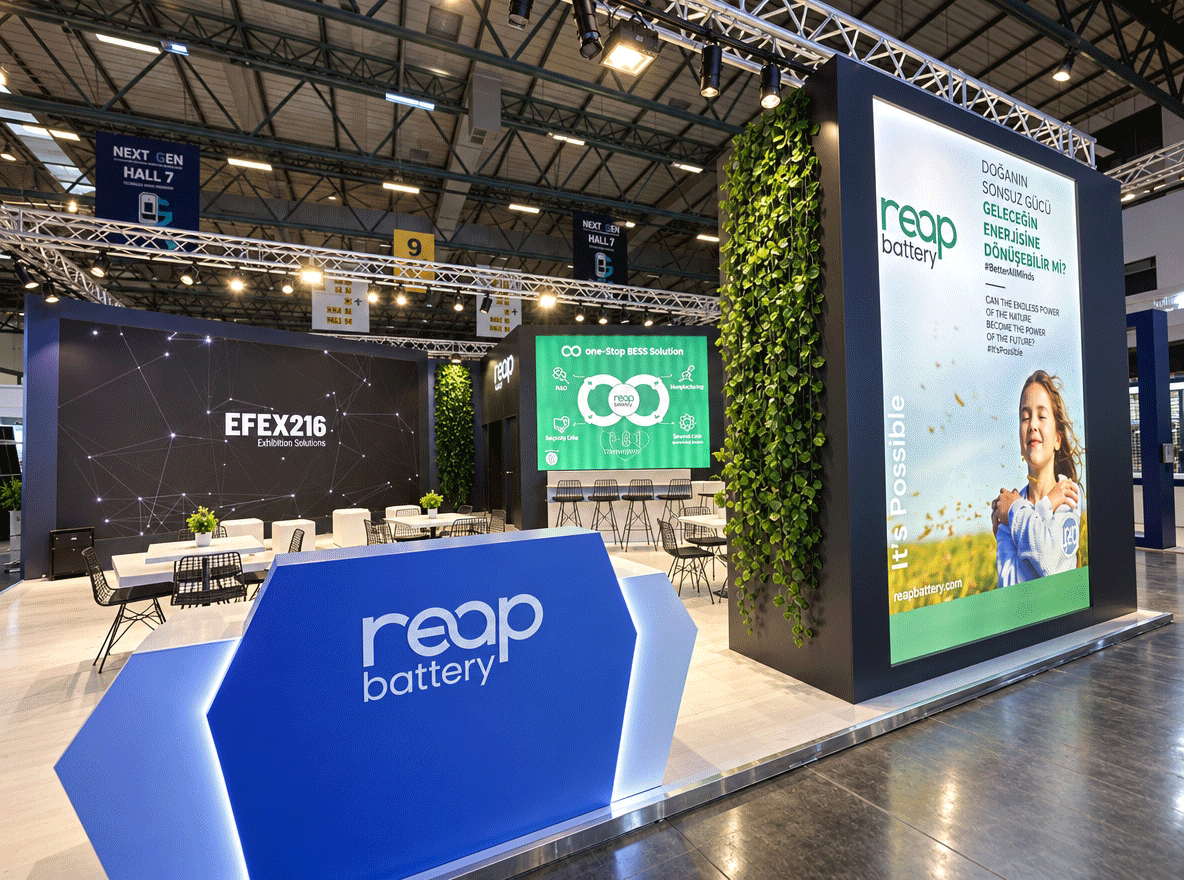 NEXT GEN
HALL 7
9
NEXT GEN
HALL 7
EFEX216
Exhibition Solutions
reap
one-Stop BESS Solution
reap
battery
reap
battery
reap
battery
DOĞANIN
SONSUZ GÜCÜ
GELECEĞİN
ENERJİSİNE
DÖNÜŞEBİLİR Mİ?
#BetterAllMinds
CAN THE ENDLESS POWER
OF THE NATURE
BECOME THE POWER
OF THE FUTURE?
#It'sPossible
It's Possible
reapbattery.com